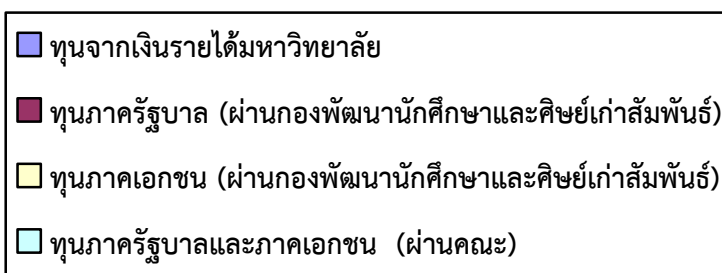 ทุนจากเงินรายได้มหาวิทยาลัย
ทุนภาครัฐบาล (ผ่านกองพัฒนานักศึกษาและศิษย์เก่าสัมพันธ์)
ทุนภาคเอกชน (ผ่านกองพัฒนานักศึกษาและศิษย์เก่าสัมพันธ์)
ทุนภาครัฐบาลและภาคเอกชน (ผ่านคณะ)